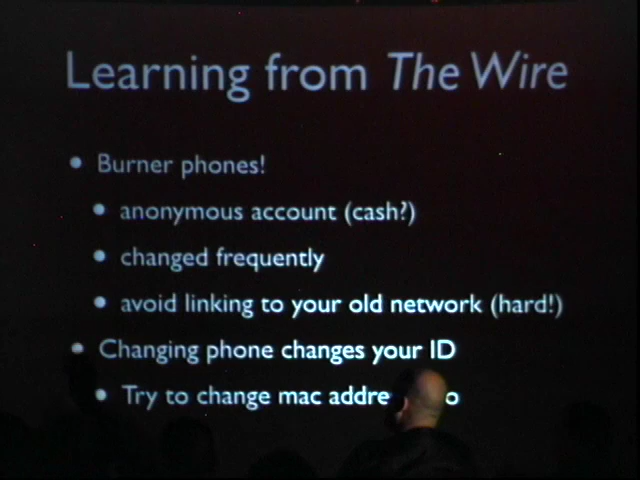 Learning from The Wire
• Burner phones!
• anonymous account (cash?)
• changed frequently
• avoid linking to your old network (hard!)
• Changing phone changes your ID
• Try to change mac